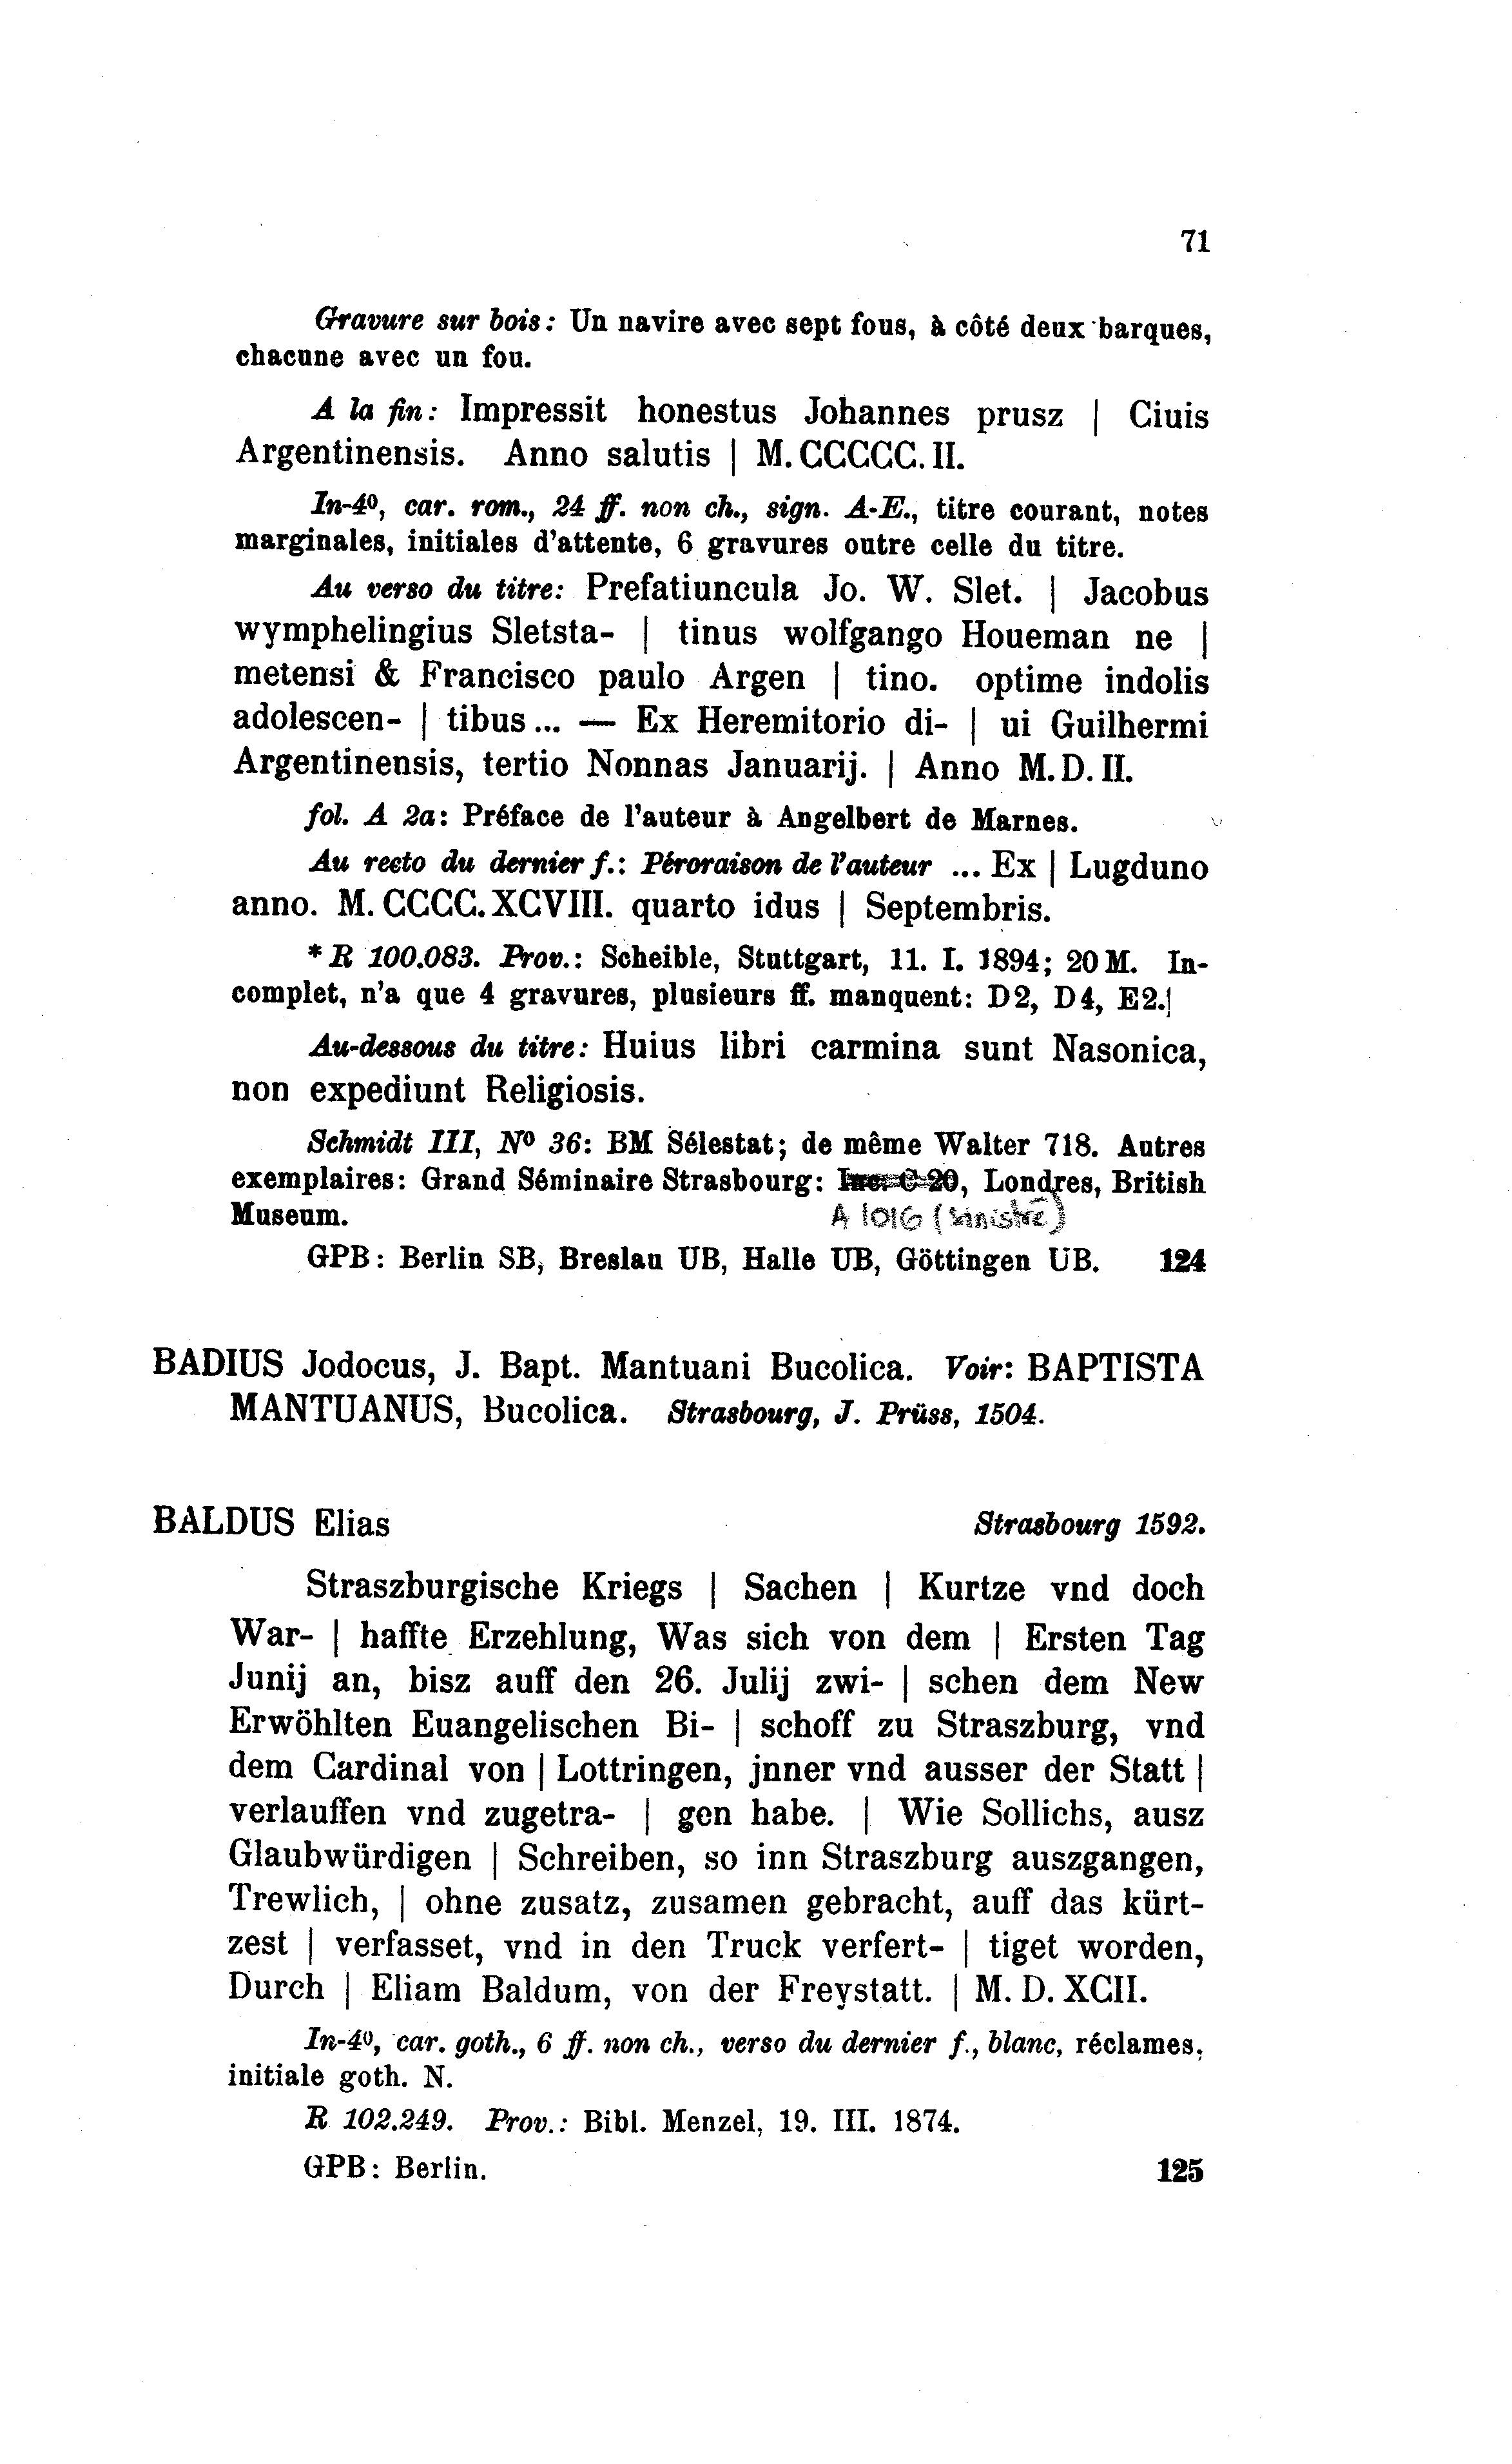 71
Gravure sur bois: Un navire avec sept fous, à côté deux barques,
chacune avec un fou.
A la fin: Impressit honestus Johannes prusz | Ciuis
Argentinensis. Anno salutis | M. CCCCC. II.
In-4⁰, car. rom., 24 ff. non ch., sign. A-E., titre courant, notes
marginales, initiales d'attente, 6 gravures outre celle du titre.
Au verso du titre: Prefatiuncula Jo. W. Slet. | Jacobus
wymphelingius Sletsta- | tinus wolfgango Houeman ne |
metensi & Francisco paulo Argen | tino. optime indolis
adolescen- | tibus ... — Ex Heremitorio di- | ui Guilhermi
Argentinensis, tertio Nonnas Januarij. | Anno M. D. II.
fol. A 2a: Préface de l'auteur à Angelbert de Marnes.
Au recto du dernier f.: Péroraison de l'auteur ... Ex | Lugduno
anno. M. CCCC. XCVIII. quarto idus | Septembris.
* R 100.083. Prov.: Scheible, Stuttgart, 11. I. 1894; 20 M. In-
complet, n'a que 4 gravures, plusieurs ff. manquent: D 2, D 4, E 2.
Au-dessous du titre: Huius libri carmina sunt Nasonica,
non expediunt Religiosis.
Schmidt III, N⁰ 36: BM Sélestat; de même Walter 718. Autres
exemplaires: Grand Séminaire Strasbourg: Inc. C 20, Londres, British
Museum. A 1016 (sinistré)
GPB: Berlin SB, Breslau UB, Halle UB, Göttingen UB. 124
BADIUS Jodocus, J. Bapt. Mantuani Bucolica. Voir: BAPTISTA
MANTUANUS, Bucolica. Strasbourg, J. Prüss, 1504.
BALDUS Elias Strasbourg 1592.
Straszburgische Kriegs | Sachen | Kurtze vnd doch
War- | haffte Erzehlung, Was sich von dem | Ersten Tag
Junij an, bisz auff den 26. Julij zwi- | schen dem New
Erwöhlten Euangelischen Bi- | schoff zu Straszburg, vnd
dem Cardinal von | Lottringen, jnner vnd ausser der Statt |
verlauffen vnd zugetra- | gen habe. | Wie Sollichs, ausz
Glaubwürdigen | Schreiben, so inn Straszburg auszgangen,
Trewlich, | ohne zusatz, zusamen gebracht, auff das kürt-
zest | verfasset, vnd in den Truck verfert- | tiget worden,
Durch | Eliam Baldum, von der Freystatt. | M. D. XCII.
In-4⁰, car. goth., 6 ff. non ch., verso du dernier f., blanc, réclames,
initiale goth. N.
R 102.249. Prov.: Bibl. Menzel, 19. III. 1874.
GPB: Berlin. 125